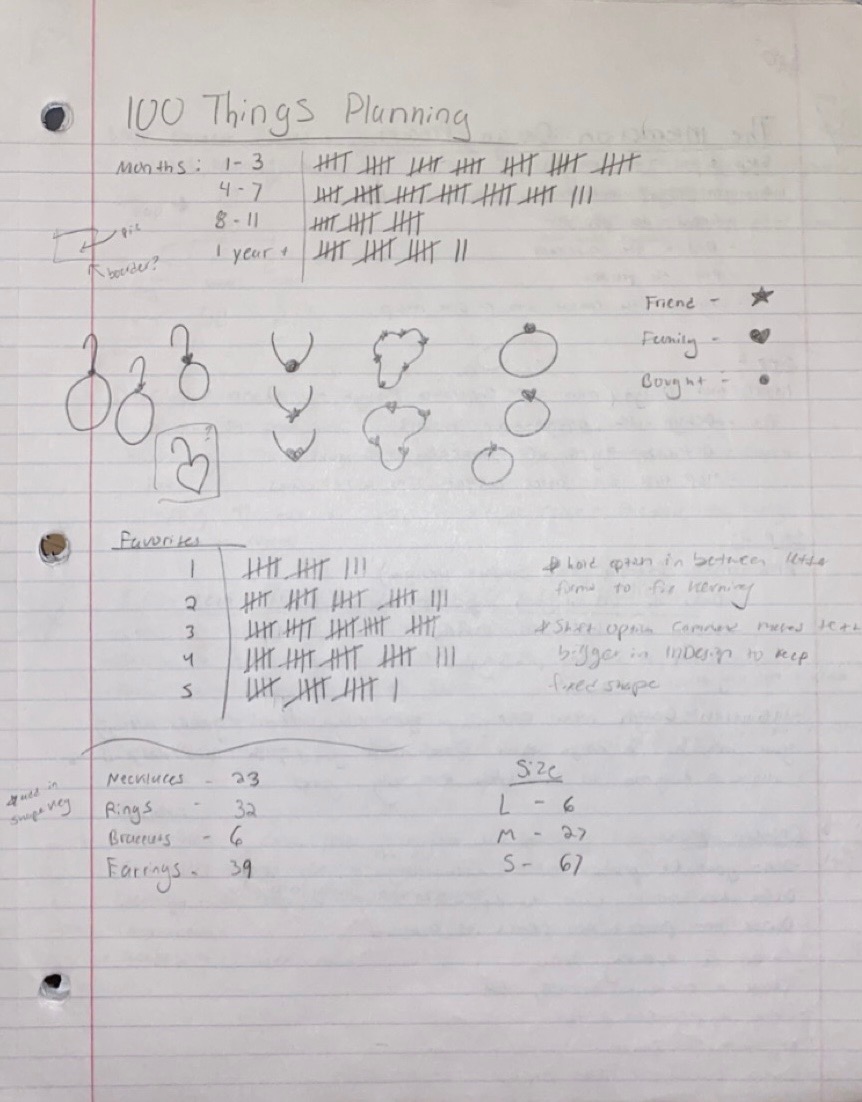 100 Things Planning
Months: 1-3 | 𝍸 𝍸 𝍸 𝍸 𝍸 𝍸 𝍸
4-7 | 𝍸 𝍸 𝍸 𝍸 𝍸 𝍸 |||
8-11 | 𝍸 𝍸 𝍸
1 year + | 𝍸 𝍸 𝍸 ||
pic
border?
Friend -
Family -
Bought -
?
Favorites
1 | 𝍸 𝍸 |||
2 | 𝍸 𝍸 𝍸 𝍸 |||
3 | 𝍸 𝍸 𝍸 𝍸 𝍸
4 | 𝍸 𝍸 𝍸 𝍸 |||
5 | 𝍸 𝍸 𝍸 |
* hold option in between
to fix kerning
* Shift option command makes text
bigger in InDesign to keep
fixed shape
Necklaces - 23
Rings - 32
Bracelets - 6
Earrings - 39
* add in
shape key
Size
L - 6
M - 27
S - 67